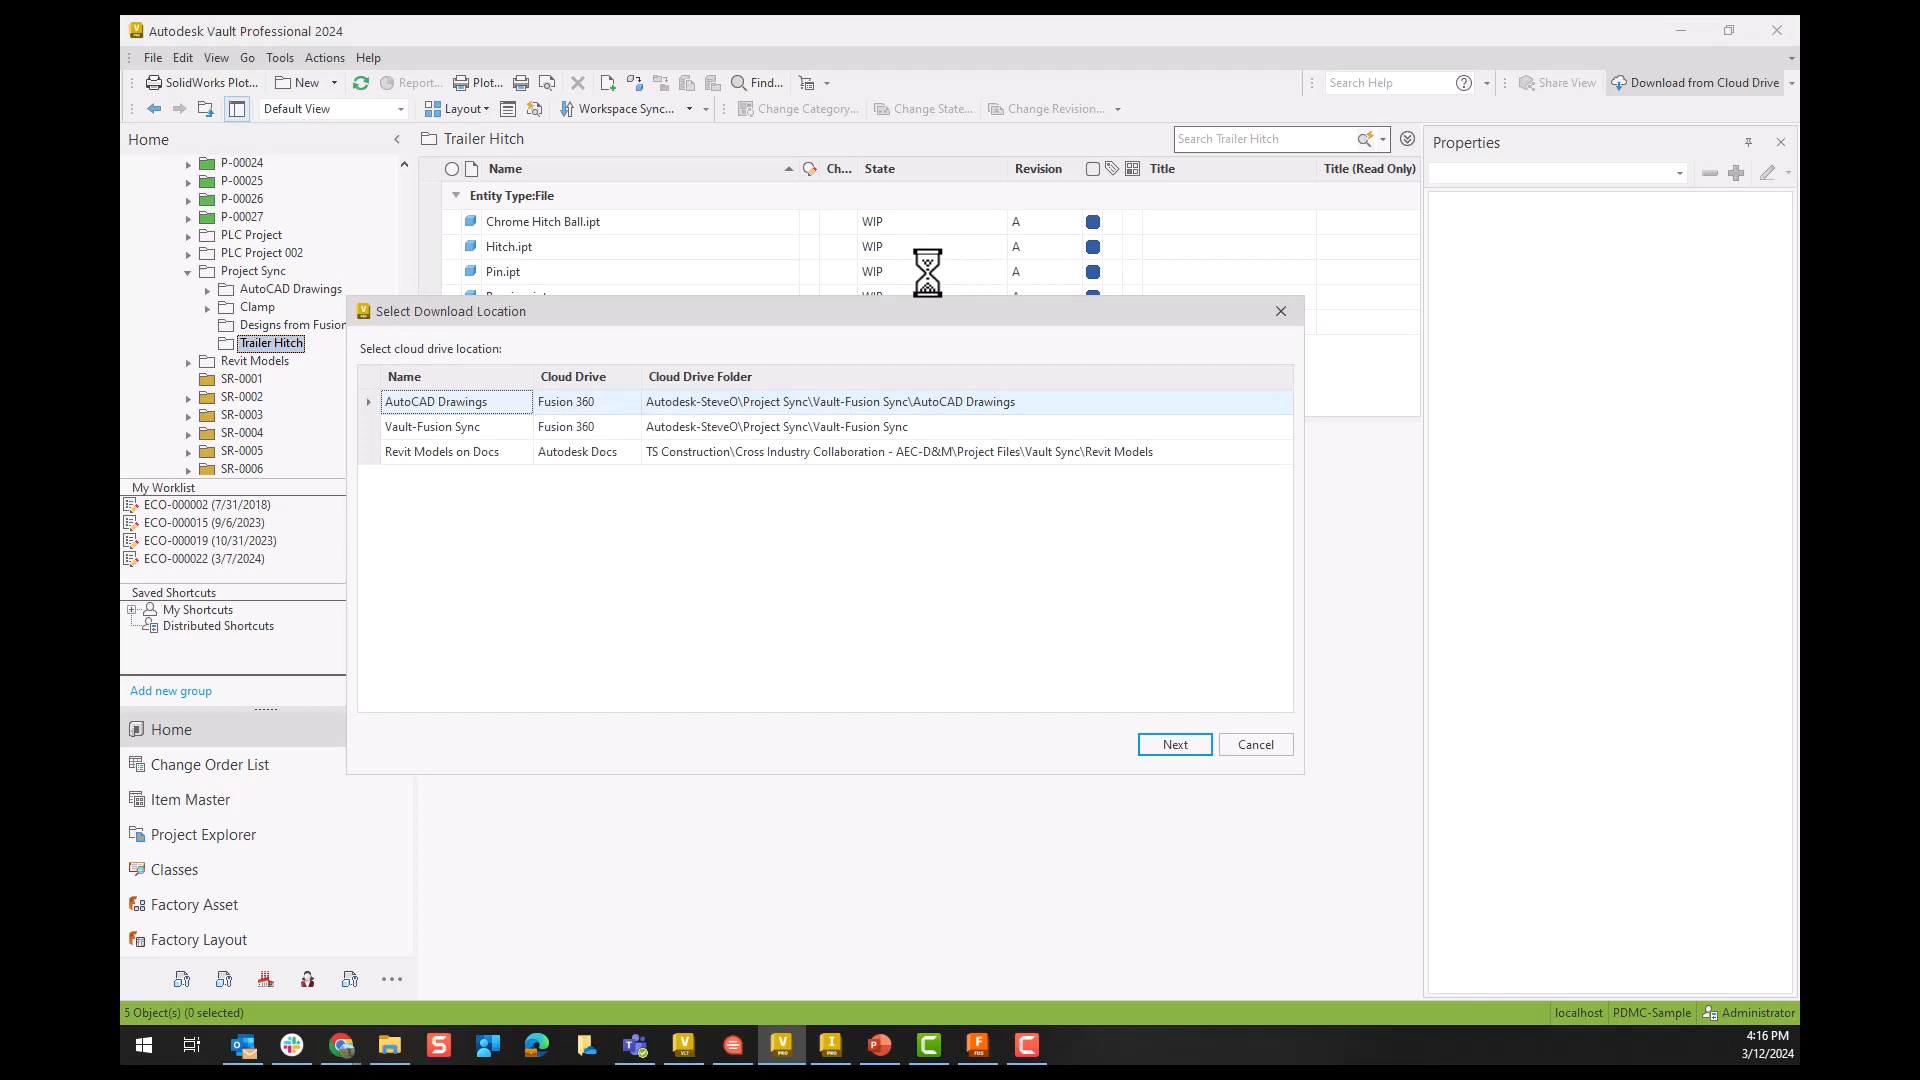 Autodesk Vault Professional 2024
File Edit View Go Tools Actions Help
SolidWorks Plot... New Report... Plot... Find... Search Help Share View Download from Cloud Drive
Default View Layout Workspace Sync... Change Category... Change State... Change Revision...
Home
P-00024
P-00025
P-00026
P-00027
PLC Project
PLC Project 002
Project Sync
AutoCAD Drawings
Clamp
Designs from Fusion
Trailer Hitch
Revit Models
SR-0001
SR-0002
SR-0003
SR-0004
SR-0005
SR-0006
My Worklist
ECO-000002 (7/31/2018)
ECO-000015 (9/6/2023)
ECO-000019 (10/31/2023)
ECO-000022 (3/7/2024)
Saved Shortcuts
My Shortcuts
Distributed Shortcuts
Add new group
Home
Change Order List
Item Master
Project Explorer
Classes
Factory Asset
Factory Layout
Trailer Hitch
Search Trailer Hitch
Name Ch... State Revision Title Title (Read Only)
Entity Type:File
Chrome Hitch Ball.ipt WIP A
Hitch.ipt WIP A
Pin.ipt WIP A
Select Download Location
Select cloud drive location:
Name Cloud Drive Cloud Drive Folder
AutoCAD Drawings Fusion 360 Autodesk-SteveO\Project Sync\Vault-Fusion Sync\AutoCAD Drawings
Vault-Fusion Sync Fusion 360 Autodesk-SteveO\Project Sync\Vault-Fusion Sync
Revit Models on Docs Autodesk Docs TS Construction\Cross Industry Collaboration - AEC-D&M\Project Files\Vault Sync\Revit Models
Next Cancel
Properties
5 Object(s) (0 selected) localhost PDMC-Sample Administrator
4:16 PM
3/12/2024